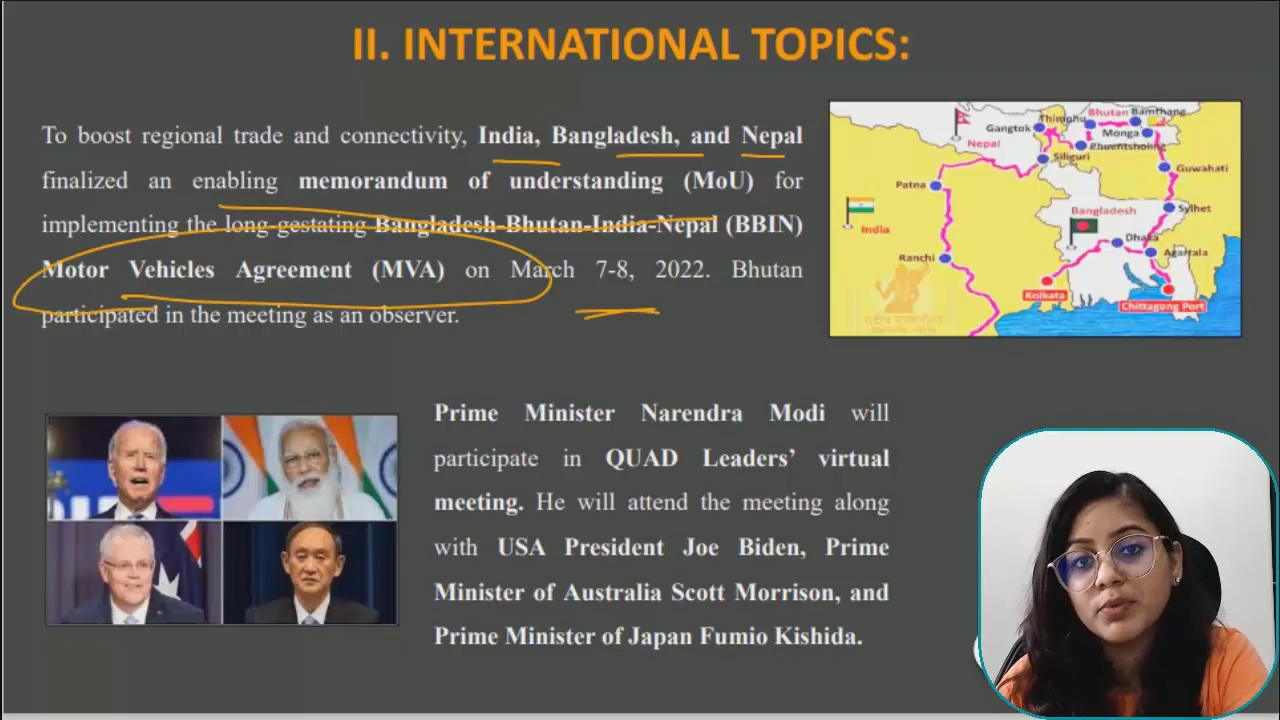 II. INTERNATIONAL TOPICS:
To boost regional trade and connectivity, India, Bangladesh, and Nepal
finalized an enabling memorandum of understanding (MoU) for
implementing the long-gestating Bangladesh-Bhutan-India-Nepal (BBIN)
Motor Vehicles Agreement (MVA) on March 7-8, 2022. Bhutan
participated in the meeting as an observer.
Thimphu
Bhutan
Bamthang
Gangtok
Monga
Nepal
Phuentsholing
Siliguri
Guwahati
Patna
Sylhet
Bangladesh
India
Dhaka
Agartala
Ranchi
Kolkata
Chittagong Port
Prime Minister Narendra Modi will
participate in QUAD Leaders’ virtual
meeting. He will attend the meeting along
with USA President Joe Biden, Prime
Minister of Australia Scott Morrison, and
Prime Minister of Japan Fumio Kishida.